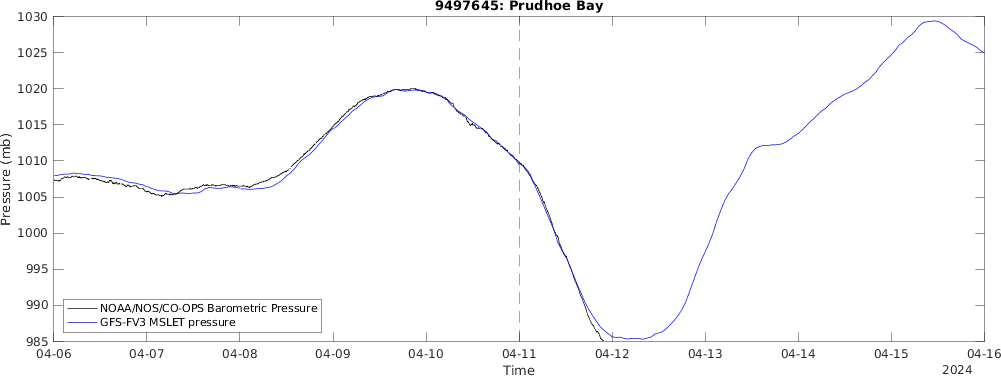 9497645: Prudhoe Bay
1030
1025
1020
1015
1010
1005
1000
995
990
985
Pressure (mb)
NOAA/NOS/CO-OPS Barometric Pressure
GFS-FV3 MSLET pressure
04-06 04-07 04-08 04-09 04-10 04-11 04-12 04-13 04-14 04-15 04-16
Time
2024